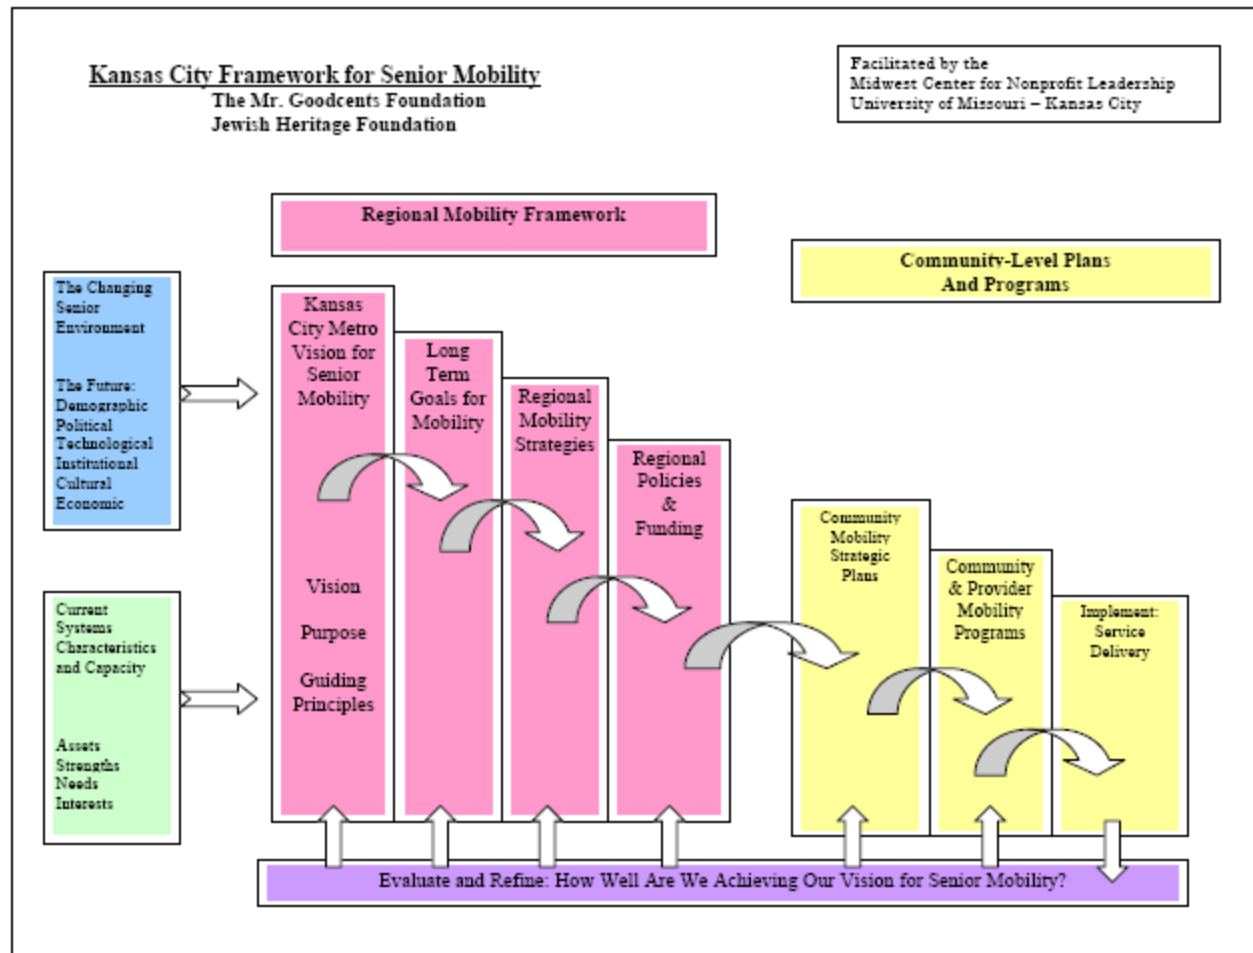 Kansas City Framework for Senior Mobility
The Mr. Goodcents Foundation
Jewish Heritage Foundation
Facilitated by the
Midwest Center for Nonprofit Leadership
University of Missouri – Kansas City
Regional Mobility Framework
Community-Level Plans
And Programs
The Changing
Senior
Environment
The Future:
Demographic
Political
Technological
Institutional
Cultural
Economic
Current
Systems
Characteristics
and Capacity
Assets
Strengths
Needs
Interests
Kansas
City Metro
Vision for
Senior
Mobility
Vision
Purpose
Guiding
Principles
Long
Term
Goals for
Mobility
Regional
Mobility
Strategies
Regional
Policies
&
Funding
Community
Mobility
Strategic
Plans
Community
& Provider
Mobility
Programs
Implement:
Service
Delivery
Evaluate and Refine: How Well Are We Achieving Our Vision for Senior Mobility?